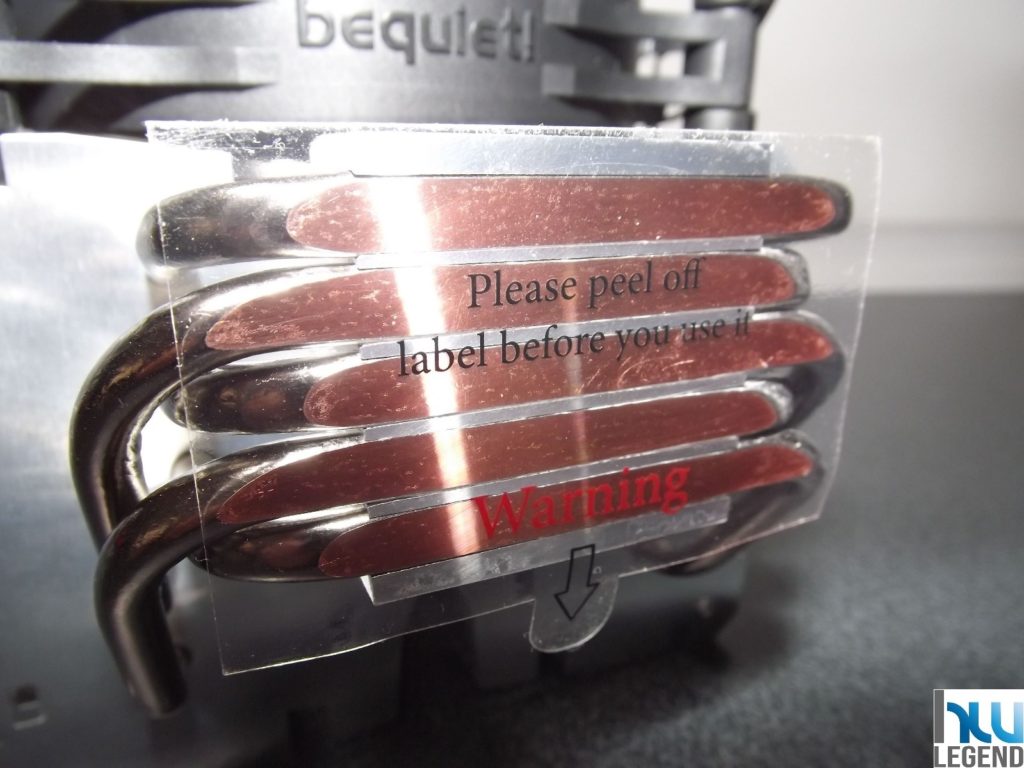 bequiet!
Please peel off
label before you use it
Warning
LEGEND